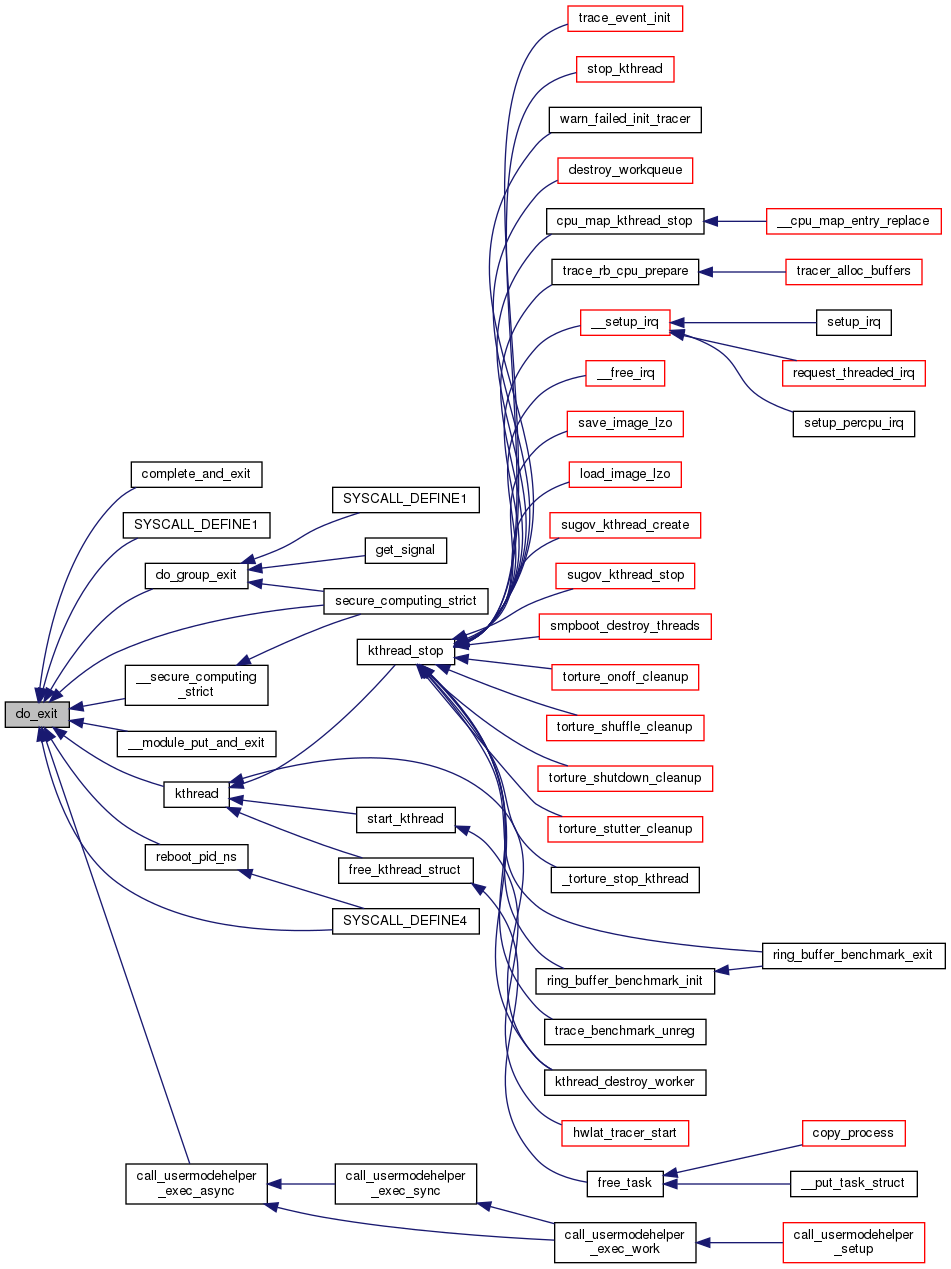 trace_event_init
stop_kthread
warn_failed_init_tracer
destroy_workqueue
cpu_map_kthread_stop
__cpu_map_entry_replace
trace_rb_cpu_prepare
tracer_alloc_buffers
__setup_irq
setup_irq
__free_irq
request_threaded_irq
save_image_lzo
setup_percpu_irq
complete_and_exit
load_image_lzo
SYSCALL_DEFINE1
SYSCALL_DEFINE1
sugov_kthread_create
get_signal
do_group_exit
sugov_kthread_stop
secure_computing_strict
smpboot_destroy_threads
kthread_stop
__secure_computing
_strict
torture_onoff_cleanup
do_exit
torture_shuffle_cleanup
__module_put_and_exit
torture_shutdown_cleanup
kthread
start_kthread
torture_stutter_cleanup
reboot_pid_ns
free_kthread_struct
_torture_stop_kthread
SYSCALL_DEFINE4
ring_buffer_benchmark_exit
ring_buffer_benchmark_init
trace_benchmark_unreg
kthread_destroy_worker
hwlat_tracer_start
copy_process
call_usermodehelper
_exec_async
call_usermodehelper
_exec_sync
free_task
__put_task_struct
call_usermodehelper
_exec_work
call_usermodehelper
_setup